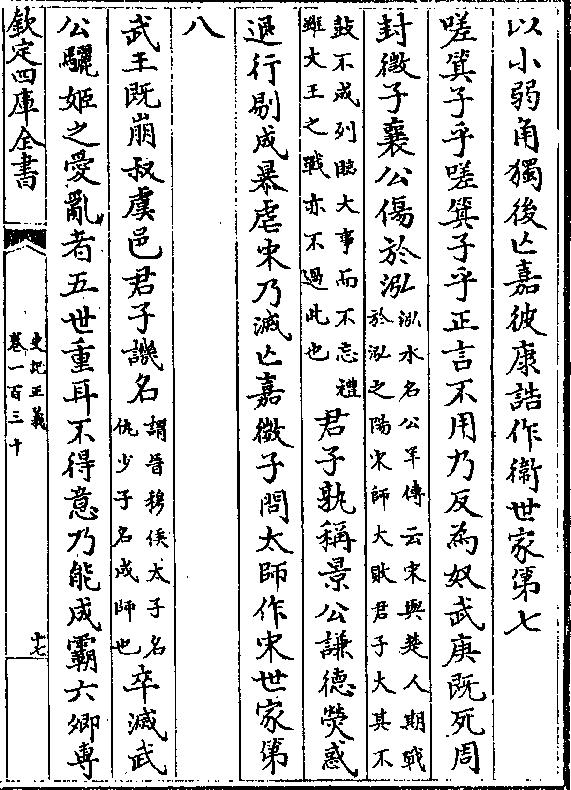 以小弱角獨後亾嘉彼康誥作衞世家第七
嗟箕子乎嗟箕子乎正言不用乃反為奴武庚既死周
封微子襄公傷於泓
泓水名公羊傳云宋與楚人期戰
於泓之陽宋師大敗君子大其不
鼓不成列臨大事而不忘禮
雖大王之戰亦不過此也
君子孰稱景公謙德熒惑
退行剔成暴虐宋乃滅亾嘉微子問太師作宋世家第
八
武王既崩叔虞邑君子譏名
謂晉穆侯太子名
仇少子名成師也
卒滅武
公驪姬之愛亂者五世重耳不得意乃能成霸六卿專
欽定四庫全書
史記正義
卷一百三十
十七